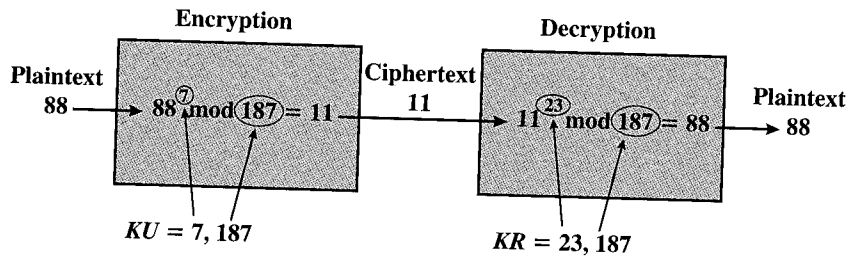 Encryption
Decryption
Plaintext
88
88^7 mod 187 = 11
Ciphertext
11
11^23 mod 187 = 88
Plaintext
88
KU = 7, 187
KR = 23, 187